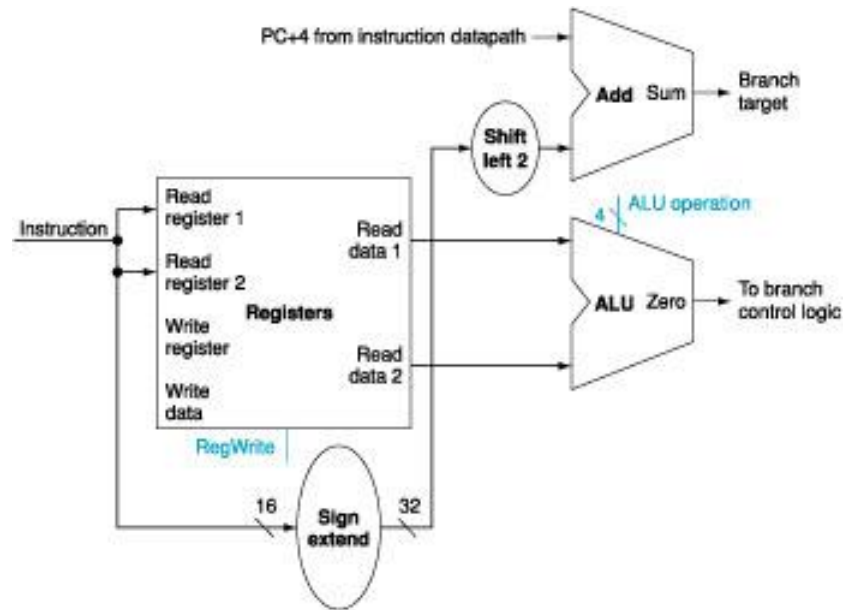 PC+4 from instruction datapath
Add Sum
Branch
target
Shift
left 2
Instruction
Read
register 1
Read
register 2
Write
register
Write
data
Registers
Read
data 1
Read
data 2
RegWrite
4
ALU operation
ALU Zero
To branch
control logic
16
Sign
extend
32